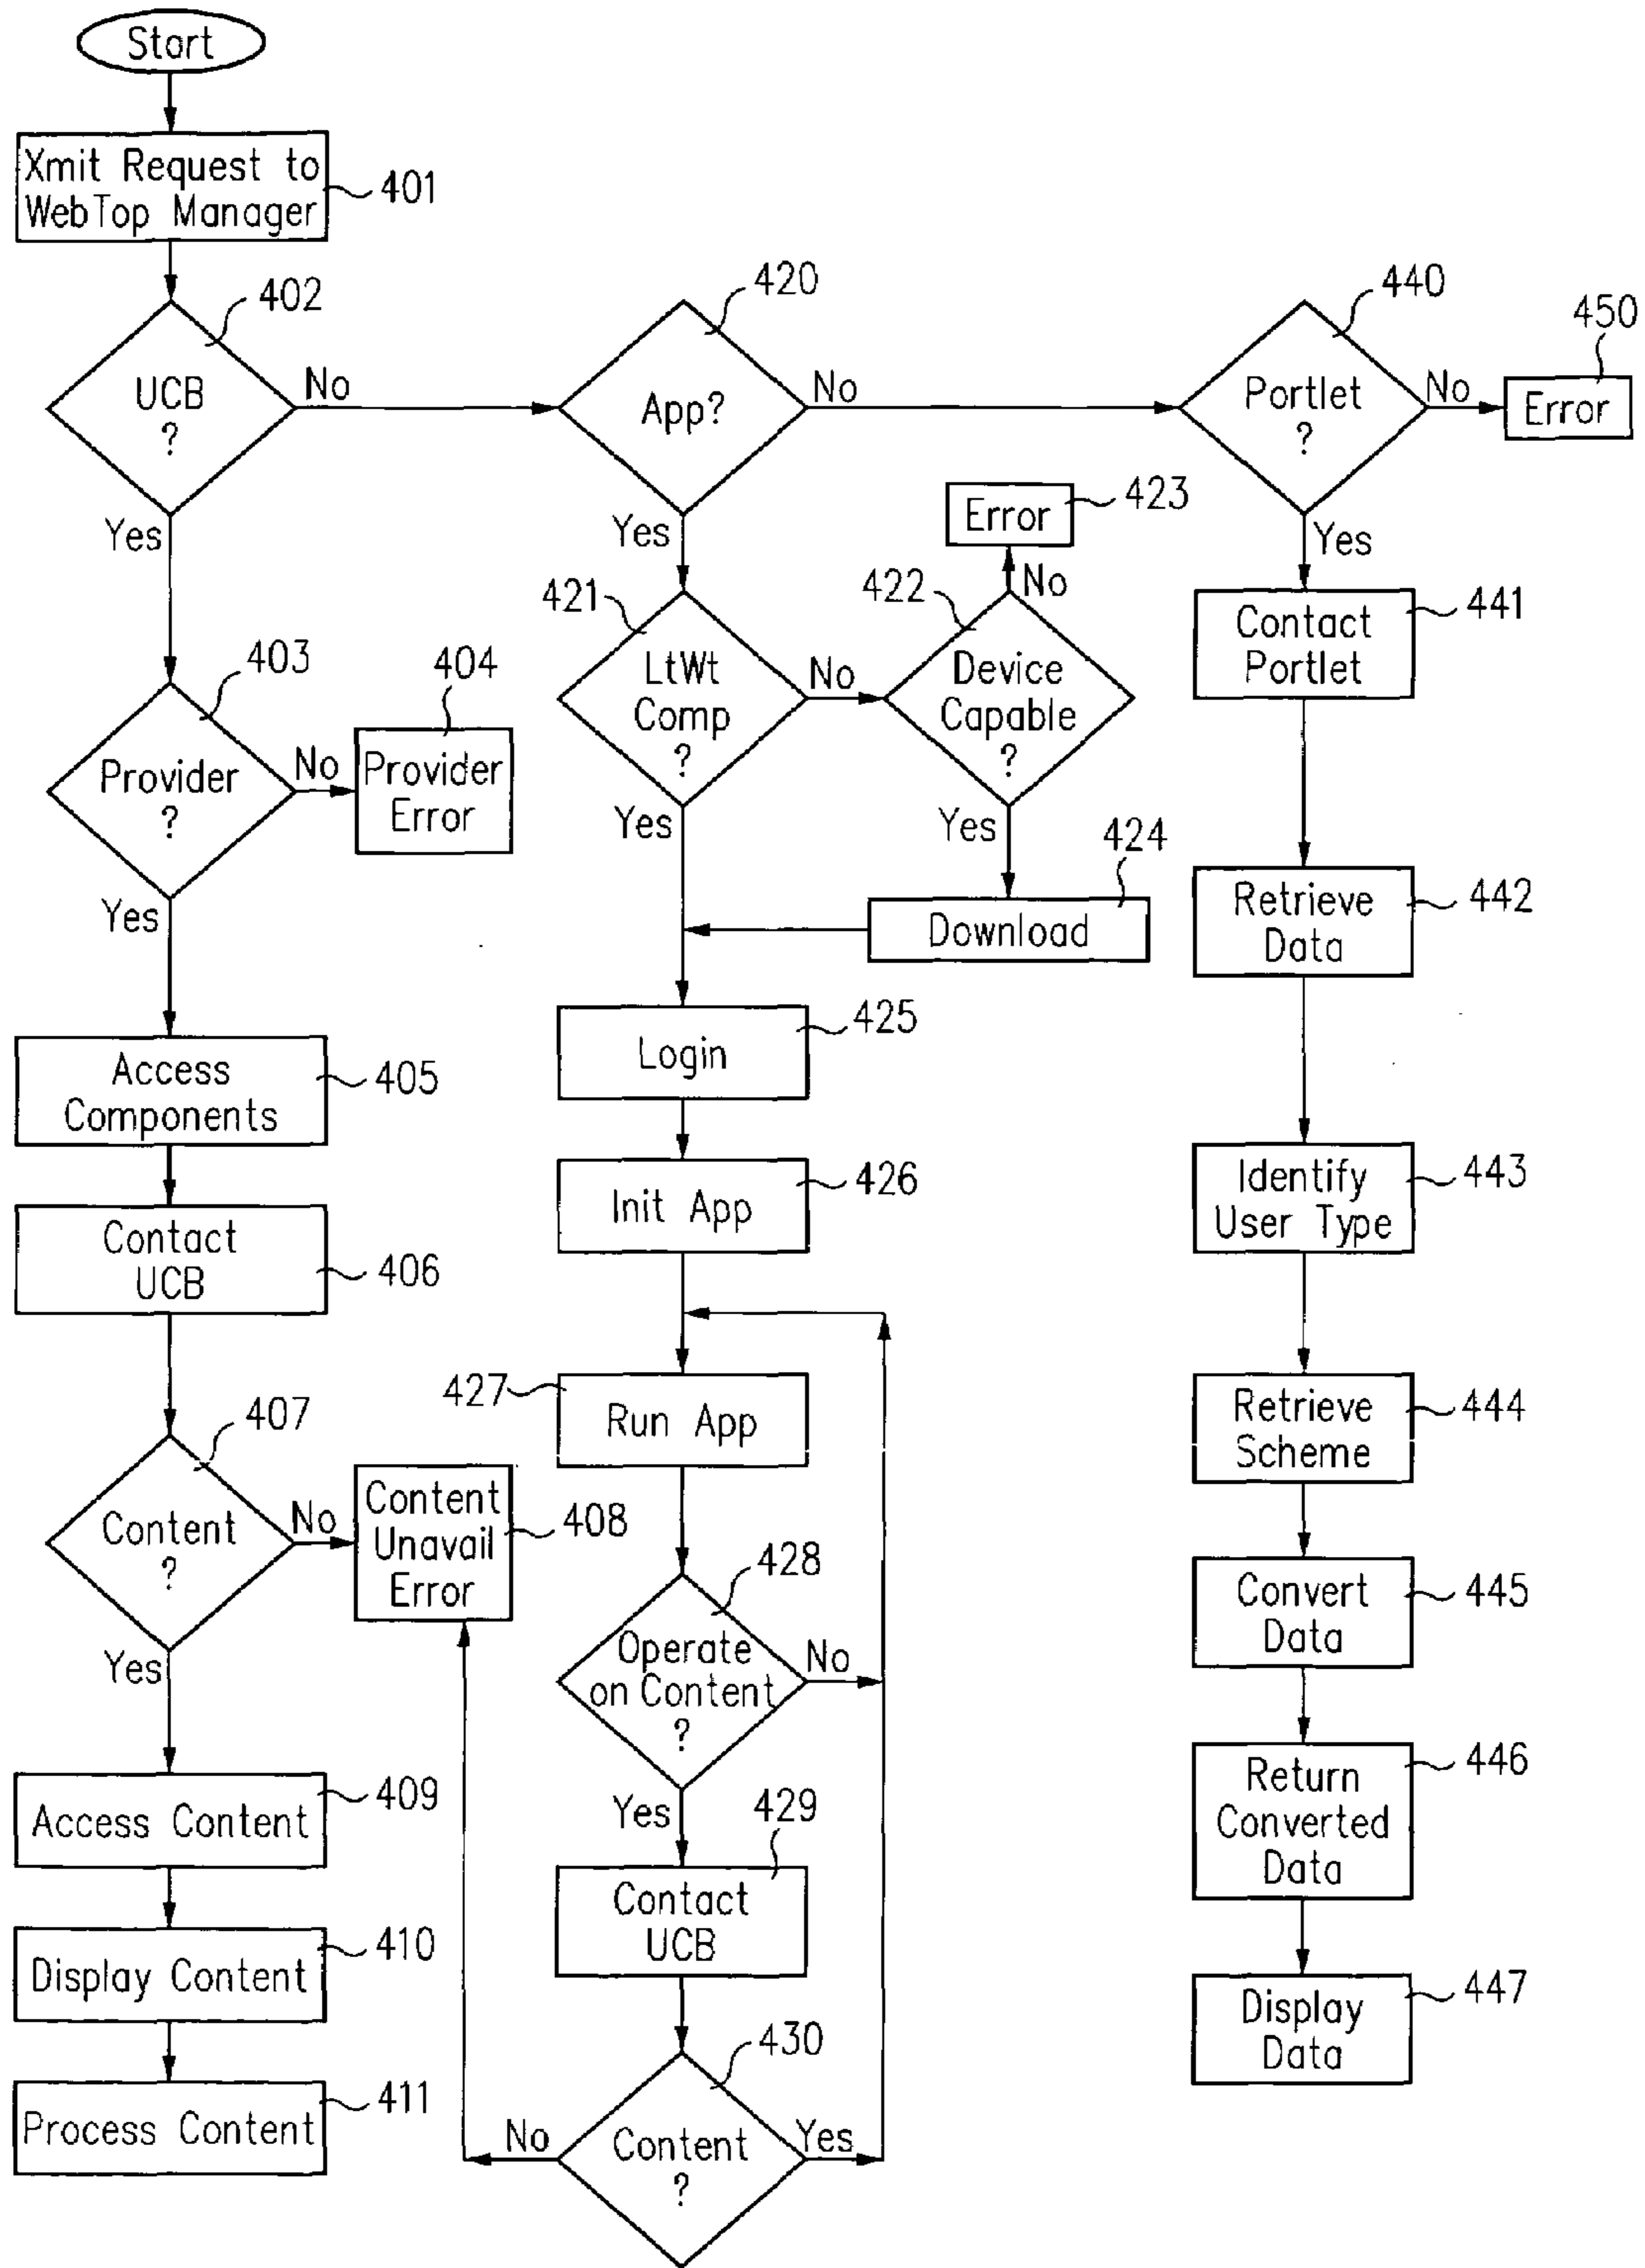 Start
Xmit Request to
WebTop Manager
401
402
UCB
?
No
Yes
403
Provider
?
No
404
Provider
Error
Yes
Access
Components
405
Contact
UCB
406
407
Content
?
No
Content
Unavail
Error
408
Yes
Access Content
409
Display Content
410
Process Content
411
420
App?
No
Yes
421
LtWt
Comp
?
No
422
Device
Capable
?
No
Error
423
Yes
424
Download
Yes
Login
425
Init App
426
427
Run App
428
Operate
on Content
?
No
Yes
429
Contact
UCB
430
Content
?
No
Yes
440
Portlet
?
No
450
Error
Yes
Contact
Portlet
441
Retrieve
Data
442
Identify
User Type
443
Retrieve
Scheme
444
Convert
Data
445
Return
Converted
Data
446
Display
Data
447